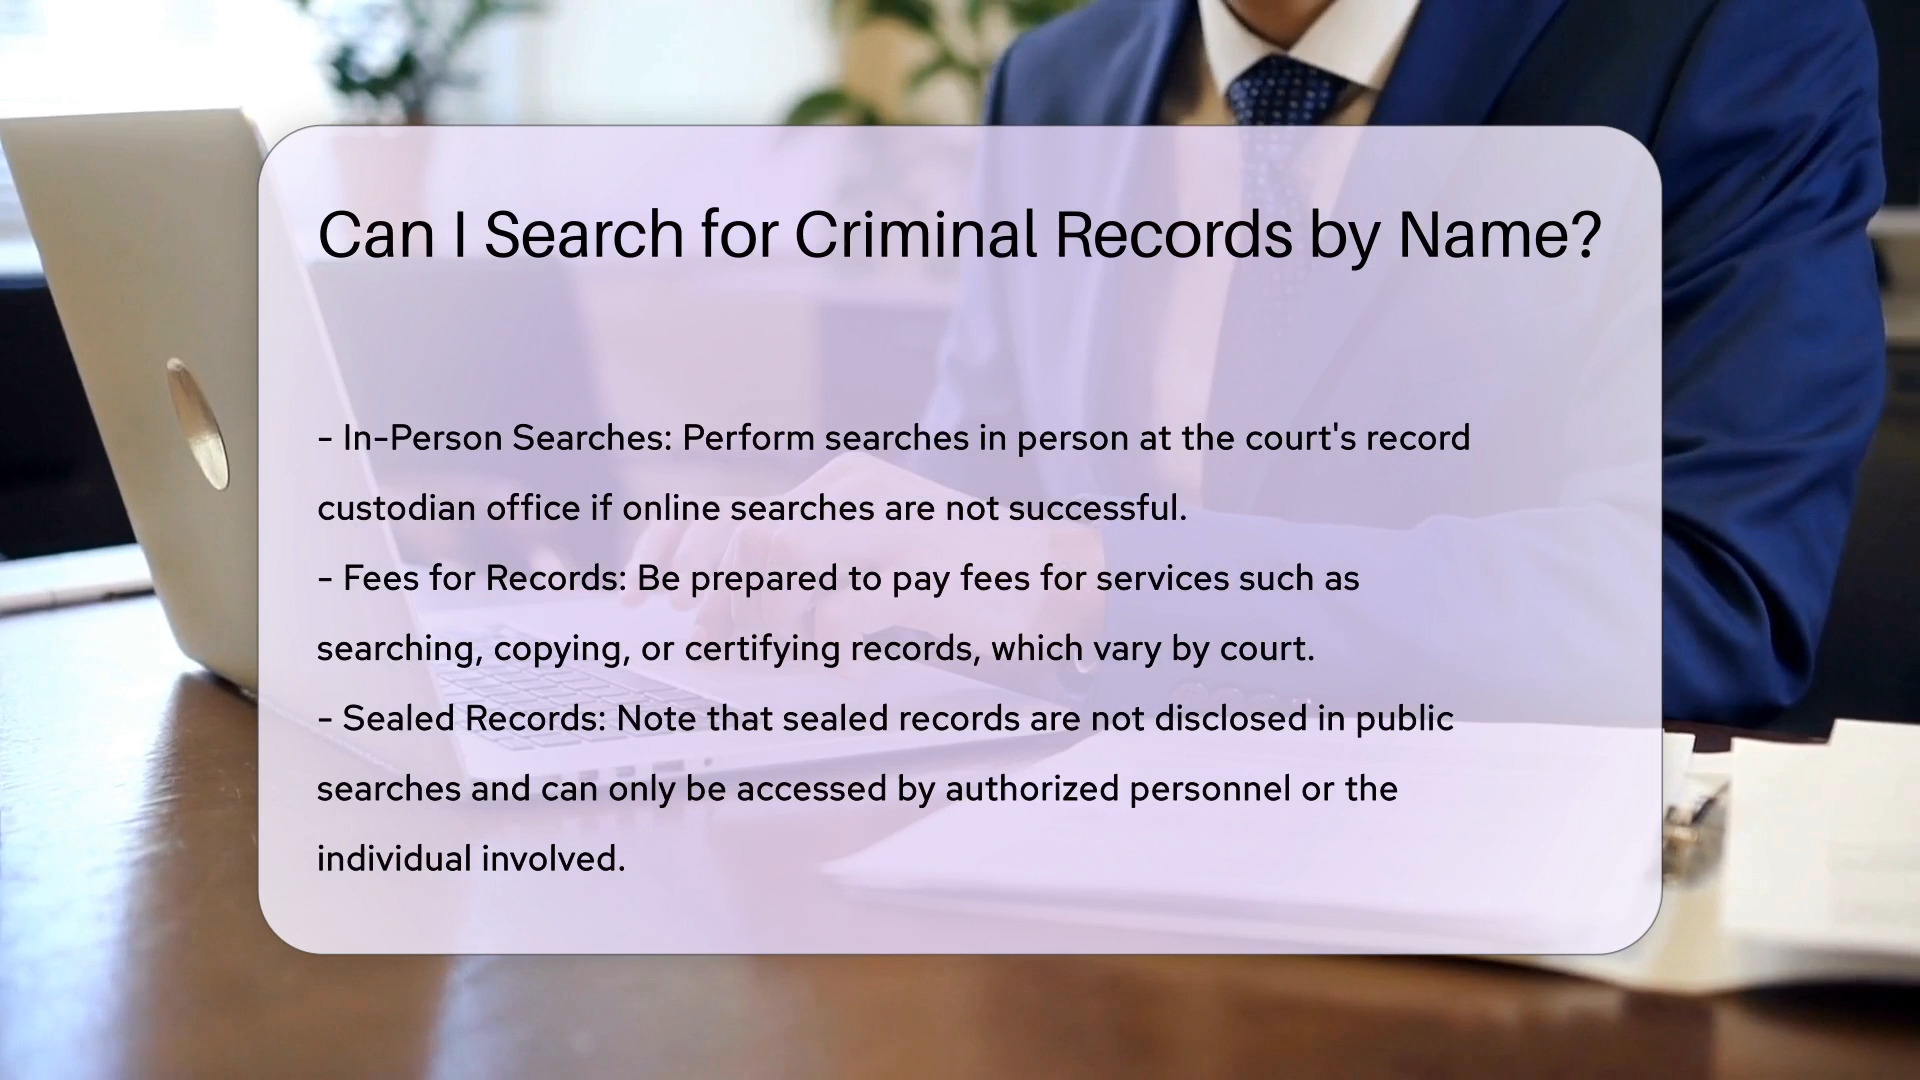 Can I Search for Criminal Records by Name?
- In-Person Searches: Perform searches in person at the court's record
custodian office if online searches are not successful.
- Fees for Records: Be prepared to pay fees for services such as
searching, copying, or certifying records, which vary by court.
- Sealed Records: Note that sealed records are not disclosed in public
searches and can only be accessed by authorized personnel or the
individual involved.